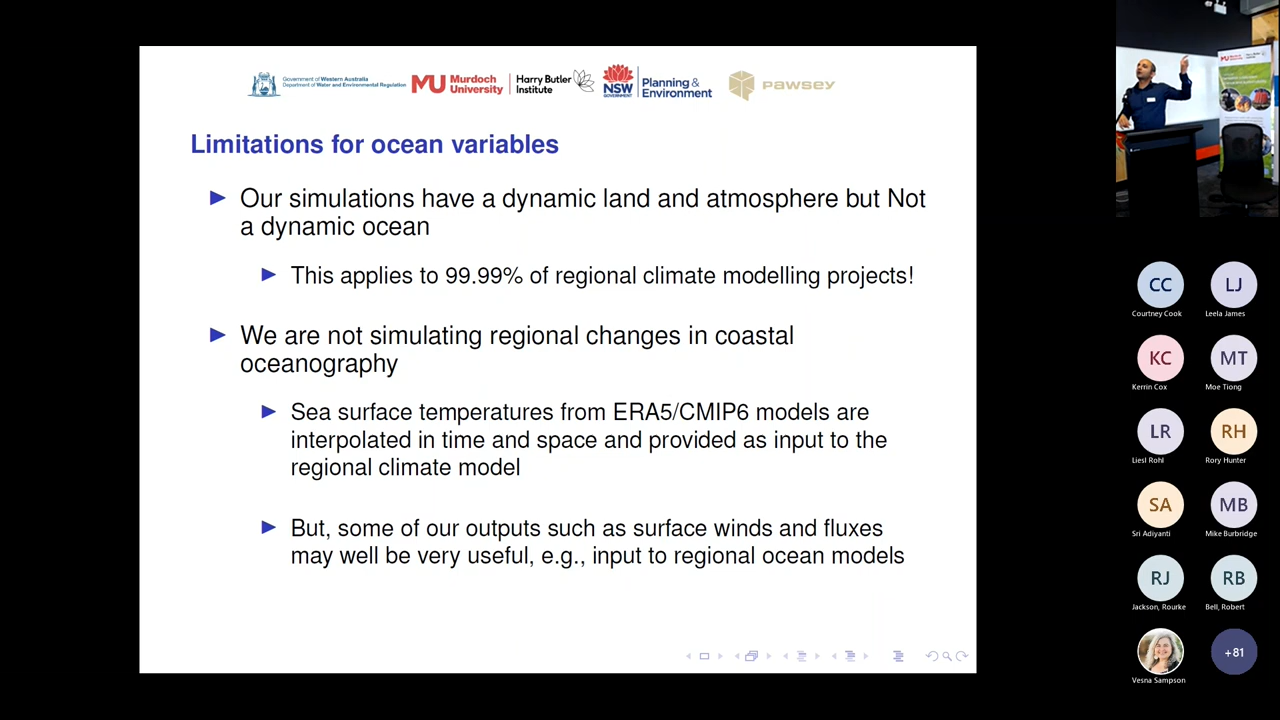 Government of Western Australia
Department of Water and Environmental Regulation
MU Murdoch University
Harry Butler Institute
NSW GOVERNMENT
Planning & Environment
PAWSEY
Limitations for ocean variables
Our simulations have a dynamic land and atmosphere but Not
a dynamic ocean
This applies to 99.99% of regional climate modelling projects!
We are not simulating regional changes in coastal
oceanography
Sea surface temperatures from ERA5/CMIP6 models are
interpolated in time and space and provided as input to the
regional climate model
But, some of our outputs such as surface winds and fluxes
may well be very useful, e.g., input to regional ocean models
CC
Courtney Cook
LJ
Leela James
KC
Kerrin Cox
MT
Moe Tiong
LR
Liesl Rohl
RH
Rory Hunter
SA
Sri Adiyanti
MB
Mike Burbridge
RJ
Jackson, Rourke
RB
Bell, Robert
Vesna Sampson
+81